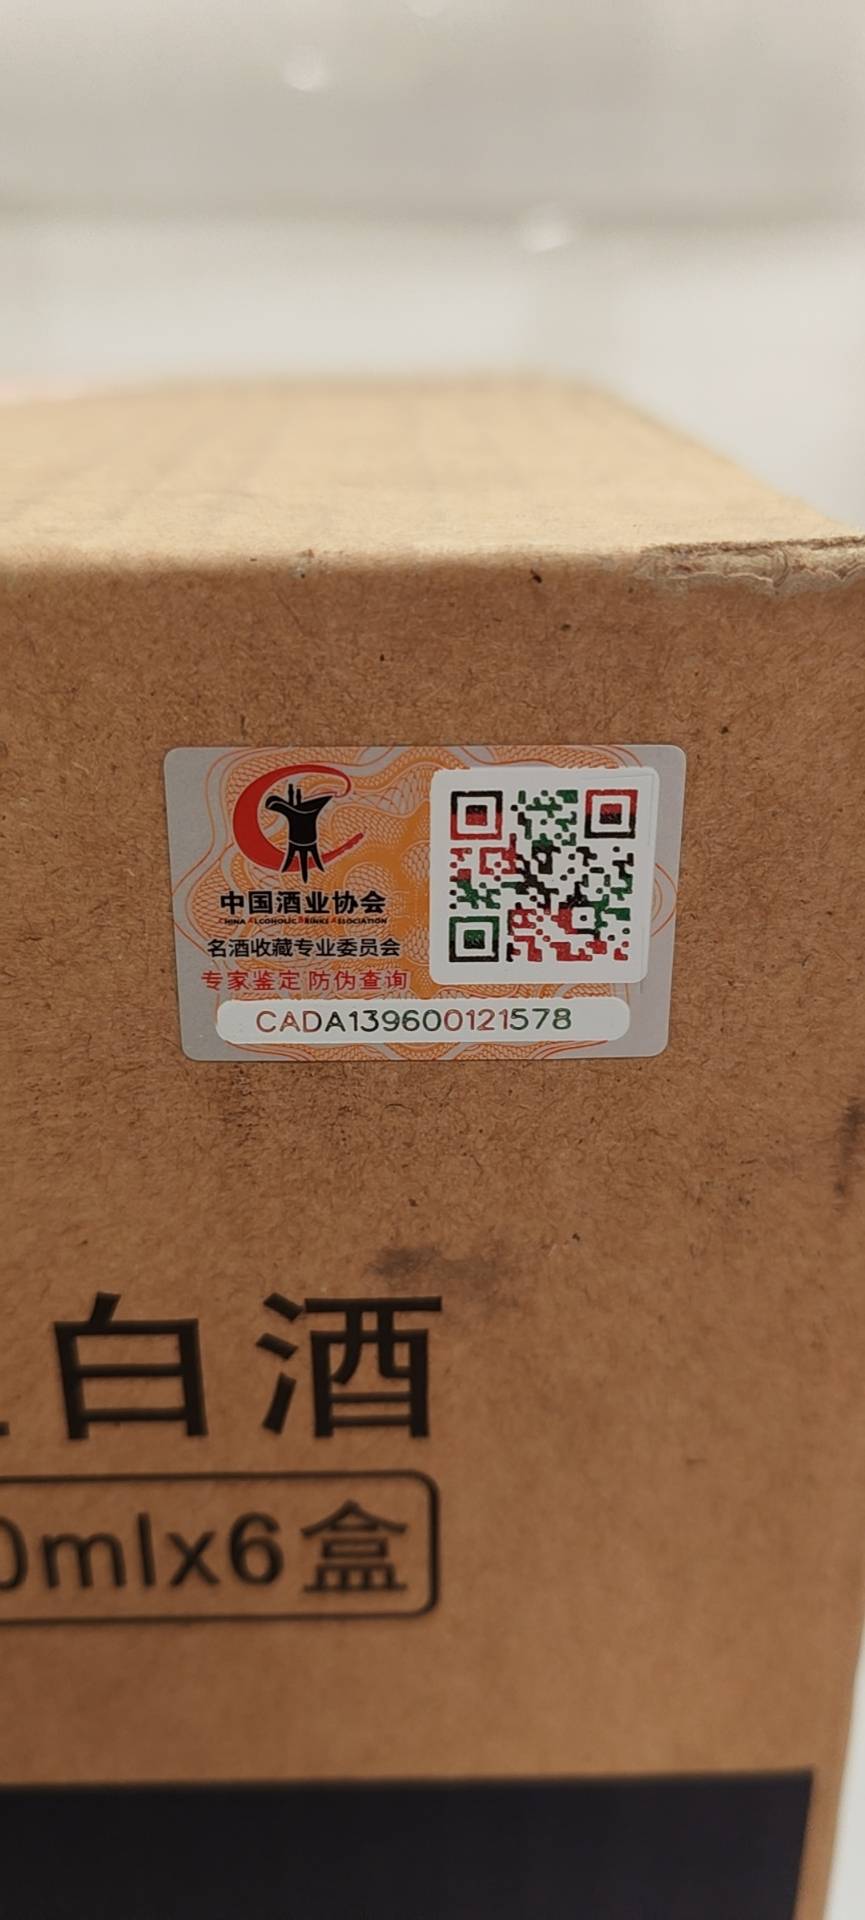 中国酒业协会
CHINA ALCOHOLIC DRINKS ASSOCIATION
名酒收藏专业委员会
专家鉴定 防伪查询
CADA139600121578
白酒
0mlx6盒